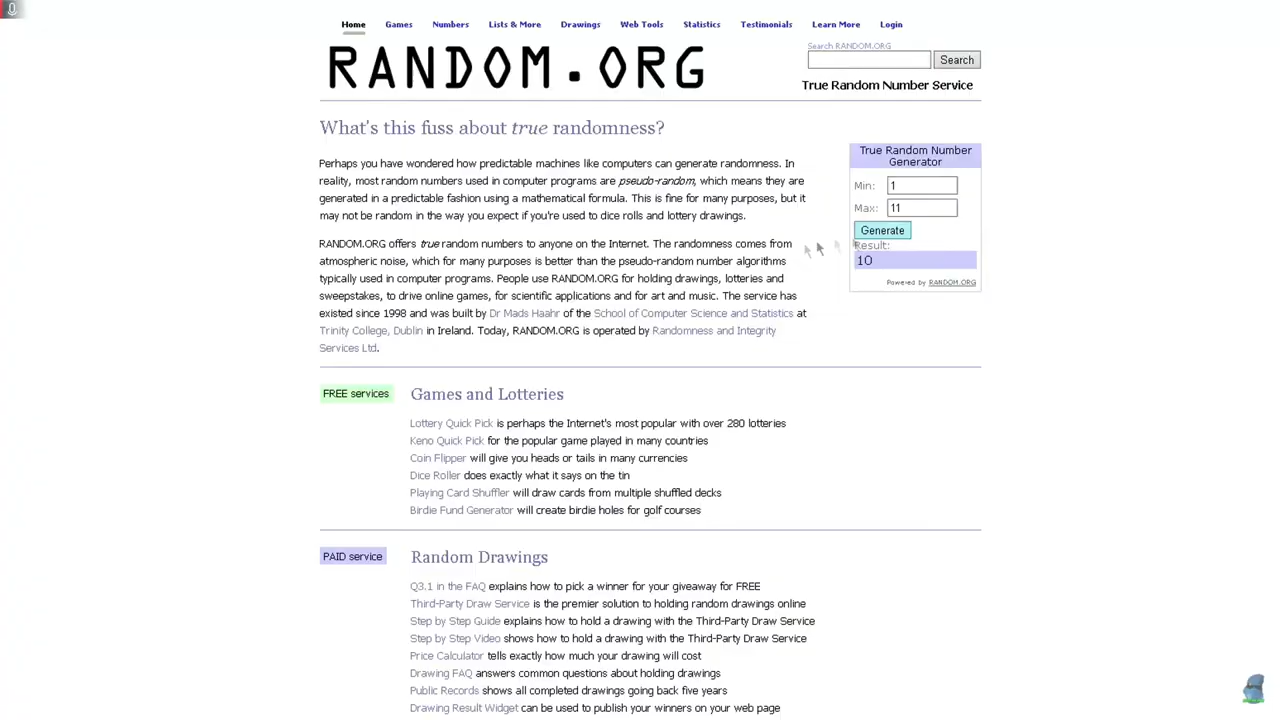 Home Games Numbers Lists & More Drawings Web Tools Statistics Testimonials Learn More Login
RANDOM.ORG
Search RANDOM.ORG
Search
True Random Number Service
What's this fuss about true randomness?
Perhaps you have wondered how predictable machines like computers can generate randomness. In
reality, most random numbers used in computer programs are pseudo-random, which means they are
generated in a predictable fashion using a mathematical formula. This is fine for many purposes, but it
may not be random in the way you expect if you're used to dice rolls and lottery drawings.
RANDOM.ORG offers true random numbers to anyone on the Internet. The randomness comes from
atmospheric noise, which for many purposes is better than the pseudo-random number algorithms
typically used in computer programs. People use RANDOM.ORG for holding drawings, lotteries and
sweepstakes, to drive online games, for scientific applications and for art and music. The service has
existed since 1998 and was built by Dr Mads Haahr of the School of Computer Science and Statistics at
Trinity College, Dublin in Ireland. Today, RANDOM.ORG is operated by Randomness and Integrity
Services Ltd.
True Random Number
Generator
Min: 1
Max: 11
Generate
Result:
10
Powered by RANDOM.ORG
FREE services
Games and Lotteries
Lottery Quick Pick is perhaps the Internet's most popular with over 280 lotteries
Keno Quick Pick for the popular game played in many countries
Coin Flipper will give you heads or tails in many currencies
Dice Roller does exactly what it says on the tin
Playing Card Shuffler will draw cards from multiple shuffled decks
Birdie Fund Generator will create birdie holes for golf courses
PAID service
Random Drawings
Q3.1 in the FAQ explains how to pick a winner for your giveaway for FREE
Third-Party Draw Service is the premier solution to holding random drawings online
Step by Step Guide explains how to hold a drawing with the Third-Party Draw Service
Step by Step Video shows how to hold a drawing with the Third-Party Draw Service
Price Calculator tells exactly how much your drawing will cost
Drawing FAQ answers common questions about holding drawings
Public Records shows all completed drawings going back five years
Drawing Result Widget can be used to publish your winners on your web page